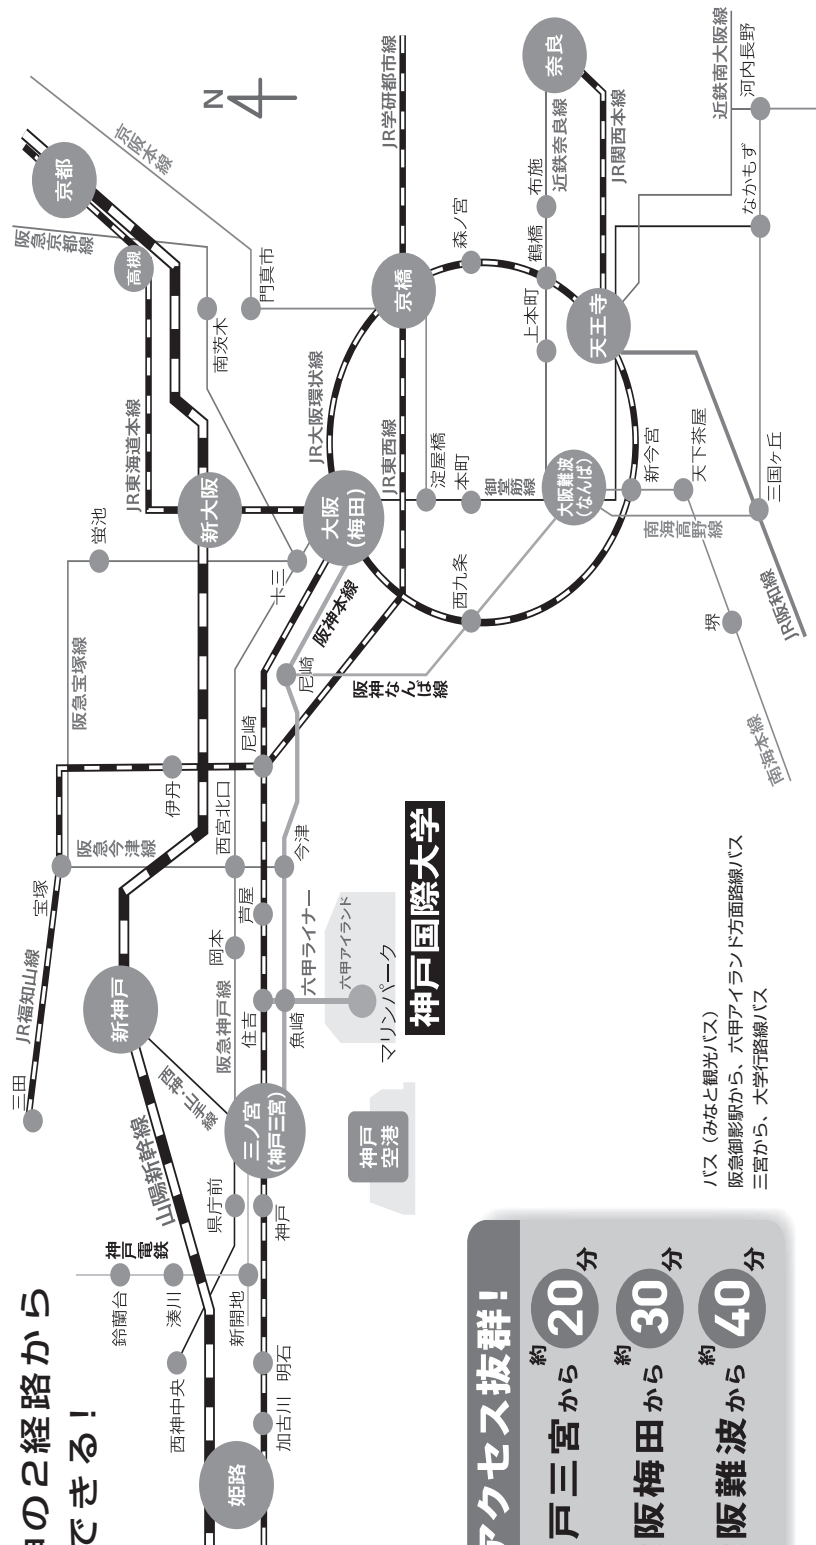 の2経路から
できる!
三田
JR福知山線
宝塚
阪急宝塚線
蛍池
阪急今津線
伊丹
JR東海道本線
高槻
京都
阪急京都線
京阪本線
南茨木
門真市
N
新大阪
十三
山陽新幹線
新神戸
西神・山手線
阪急神戸線
岡本
西宮北口
芦屋
尼崎
尼崎
今津
住吉
魚崎
六甲ライナー
六甲アイランド
マリンパーク
神戸国際大学
三ノ宮
(神戸三宮)
神戸空港
県庁前
神戸
神戸電鉄
鈴蘭台
湊川
新開地
西神中央
明石
加古川
姫路
阪神本線
阪神なんば線
大阪
(梅田)
JR大阪環状線
JR東西線
京橋
JR学研都市線
淀屋橋
本町
御堂筋線
西九条
森ノ宮
鶴橋
布施
上本町
近鉄奈良線
奈良
JR関西本線
天王寺
大阪難波
(なんば)
新今宮
天下茶屋
南海高野線
堺
南海本線
JR阪和線
三国ヶ丘
なかもず
近鉄南大阪線
河内長野
バス(みなと観光バス)
阪急御影駅から、六甲アイランド方面路線バス
三宮から、大学行路線バス
アクセス抜群!
戸三宮から 約20分
阪梅田から 約30分
阪難波から 約40分